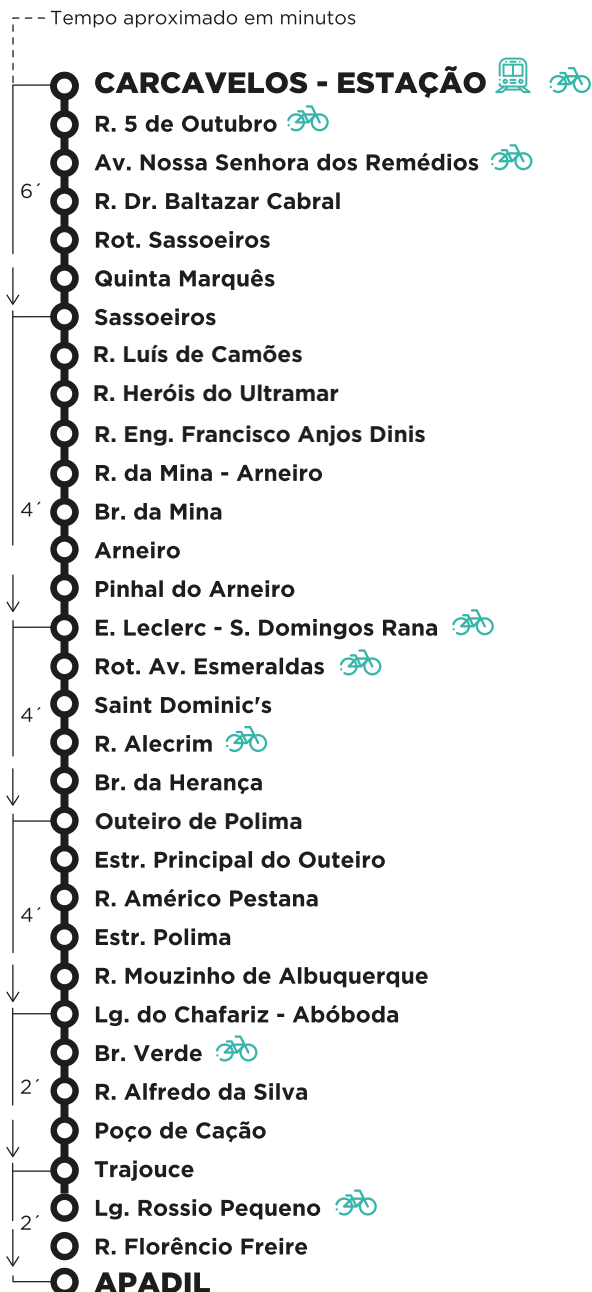 Tempo aproximado em minutos
CARCAVELOS - ESTAÇÃO
R. 5 de Outubro
Av. Nossa Senhora dos Remédios
6´
R. Dr. Baltazar Cabral
Rot. Sassoeiros
Quinta Marquês
Sassoeiros
R. Luís de Camões
R. Heróis do Ultramar
R. Eng. Francisco Anjos Dinis
R. da Mina - Arneiro
4´
Br. da Mina
Arneiro
Pinhal do Arneiro
E. Leclerc - S. Domingos Rana
Rot. Av. Esmeraldas
Saint Dominic's
4´
R. Alecrim
Br. da Herança
Outeiro de Polima
Estr. Principal do Outeiro
R. Américo Pestana
4´
Estr. Polima
R. Mouzinho de Albuquerque
Lg. do Chafariz - Abóboda
Br. Verde
2´
R. Alfredo da Silva
Poço de Cação
Trajouce
Lg. Rossio Pequeno
2´
R. Florêncio Freire
APADIL